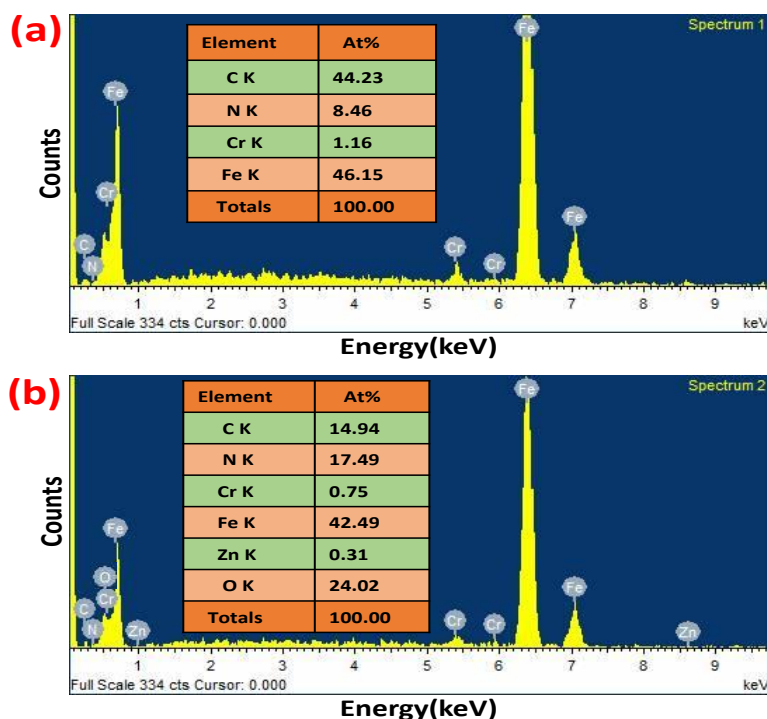 (a)
Spectrum 1
Element At%
C K 44.23
N K 8.46
Cr K 1.16
Fe K 46.15
Totals 100.00
Fe
Cr
C
N
Cr
Cr
Fe
Fe
Counts
1 2 3 4 5 6 7 8 9
Full Scale 334 cts Cursor: 0.000 keV
Energy(keV)
(b)
Spectrum 2
Element At%
C K 14.94
N K 17.49
Cr K 0.75
Fe K 42.49
Zn K 0.31
O K 24.02
Totals 100.00
Fe
O
Cr
C
N
Zn
Cr
Cr
Fe
Fe
Zn
Counts
1 2 3 4 5 6 7 8 9
Full Scale 334 cts Cursor: 0.000 keV
Energy(keV)